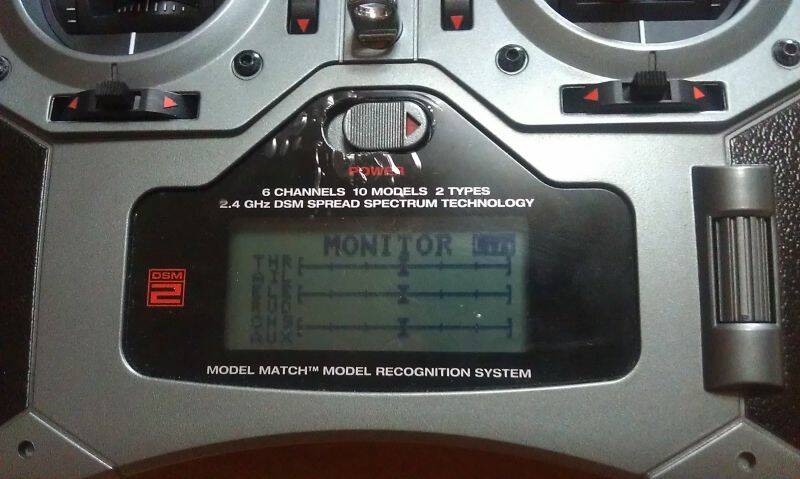 POWER
6 CHANNELS 10 MODELS 2 TYPES
2.4 GHz DSM SPREAD SPECTRUM TECHNOLOGY
MONITOR
DSM
2
MODEL MATCH™ MODEL RECOGNITION SYSTEM